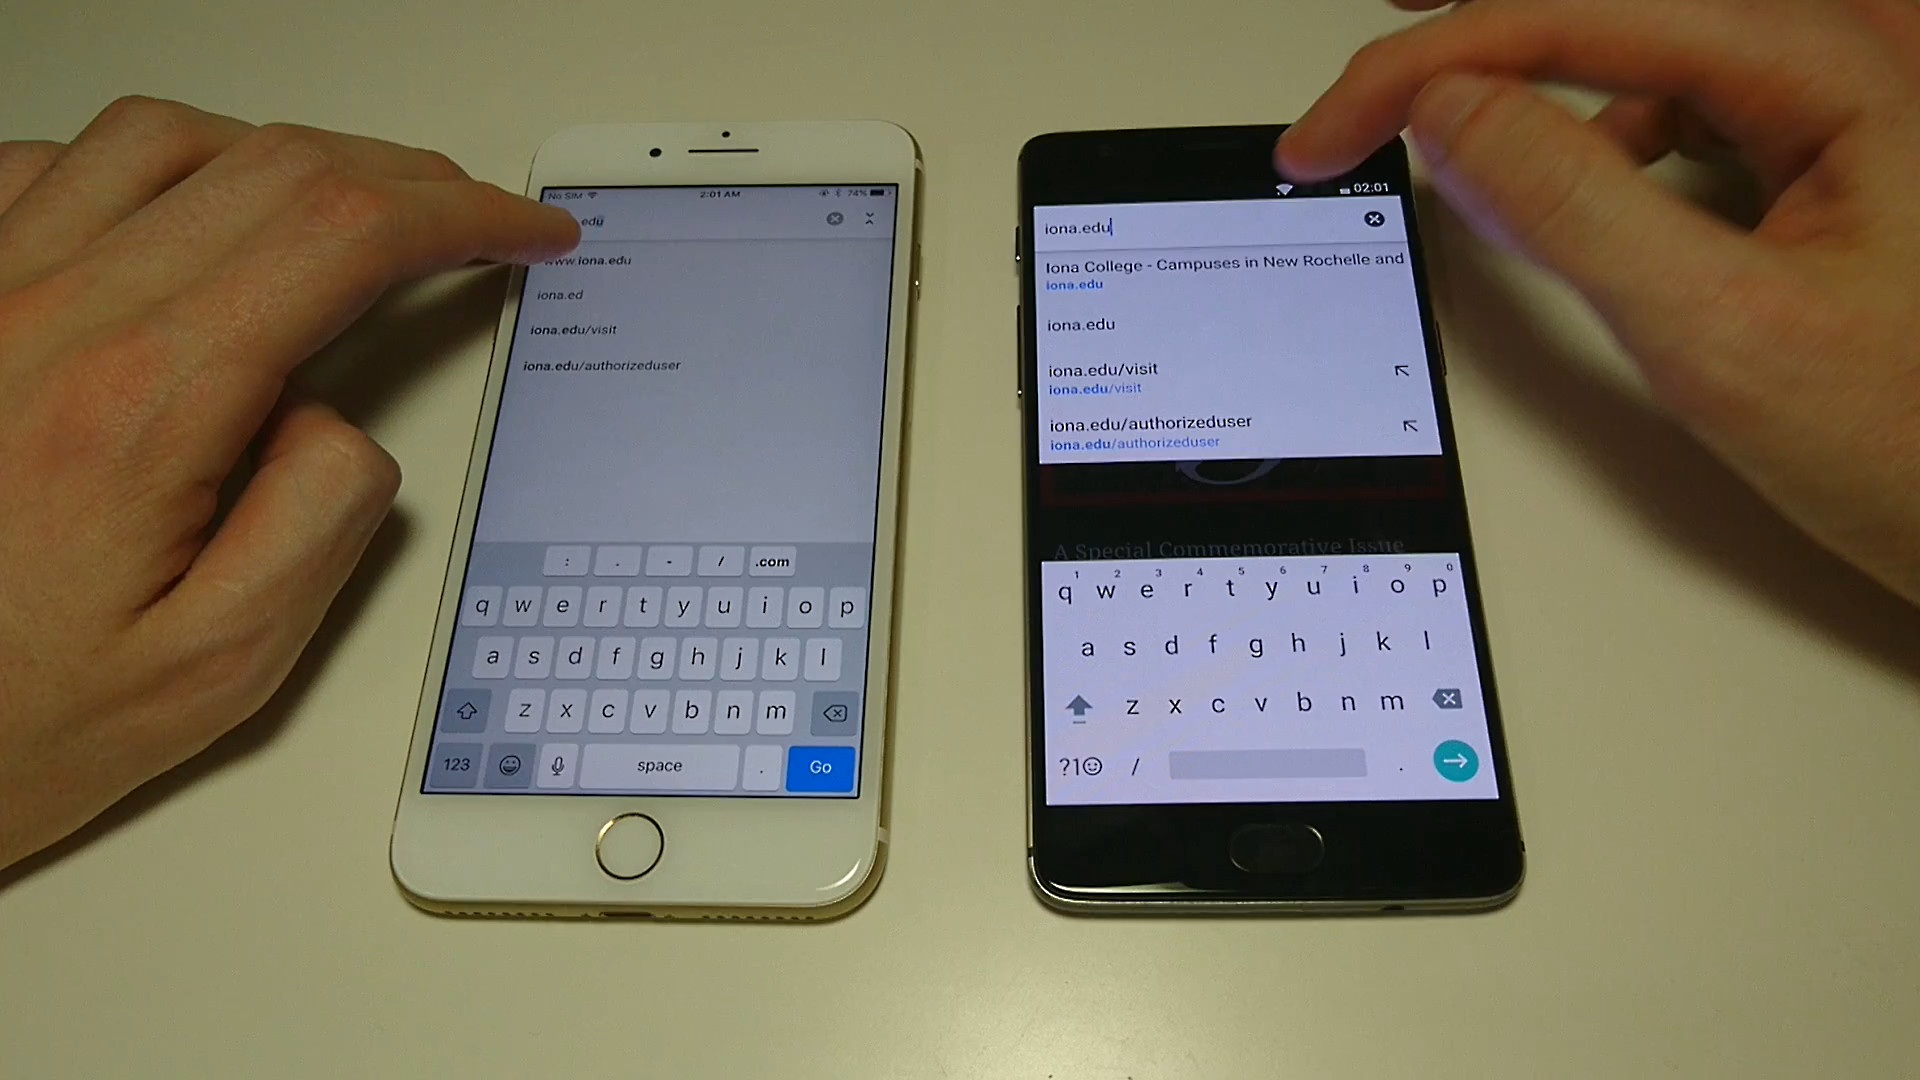 No SIM 2:01 AM 74%
edu
www.iona.edu
iona.ed
iona.edu/visit
iona.edu/authorizeduser
: . - / .com
q w e r t y u i o p
a s d f g h j k l
z x c v b n m
123 space . Go
02:01
iona.edu
Iona College - Campuses in New Rochelle and
iona.edu
iona.edu
iona.edu/visit
iona.edu/visit
iona.edu/authorizeduser
iona.edu/authorizeduser
A Special Commemorative Issue
1 2 3 4 5 6 7 8 9 0
q w e r t y u i o p
a s d f g h j k l
z x c v b n m
?1☺ / .